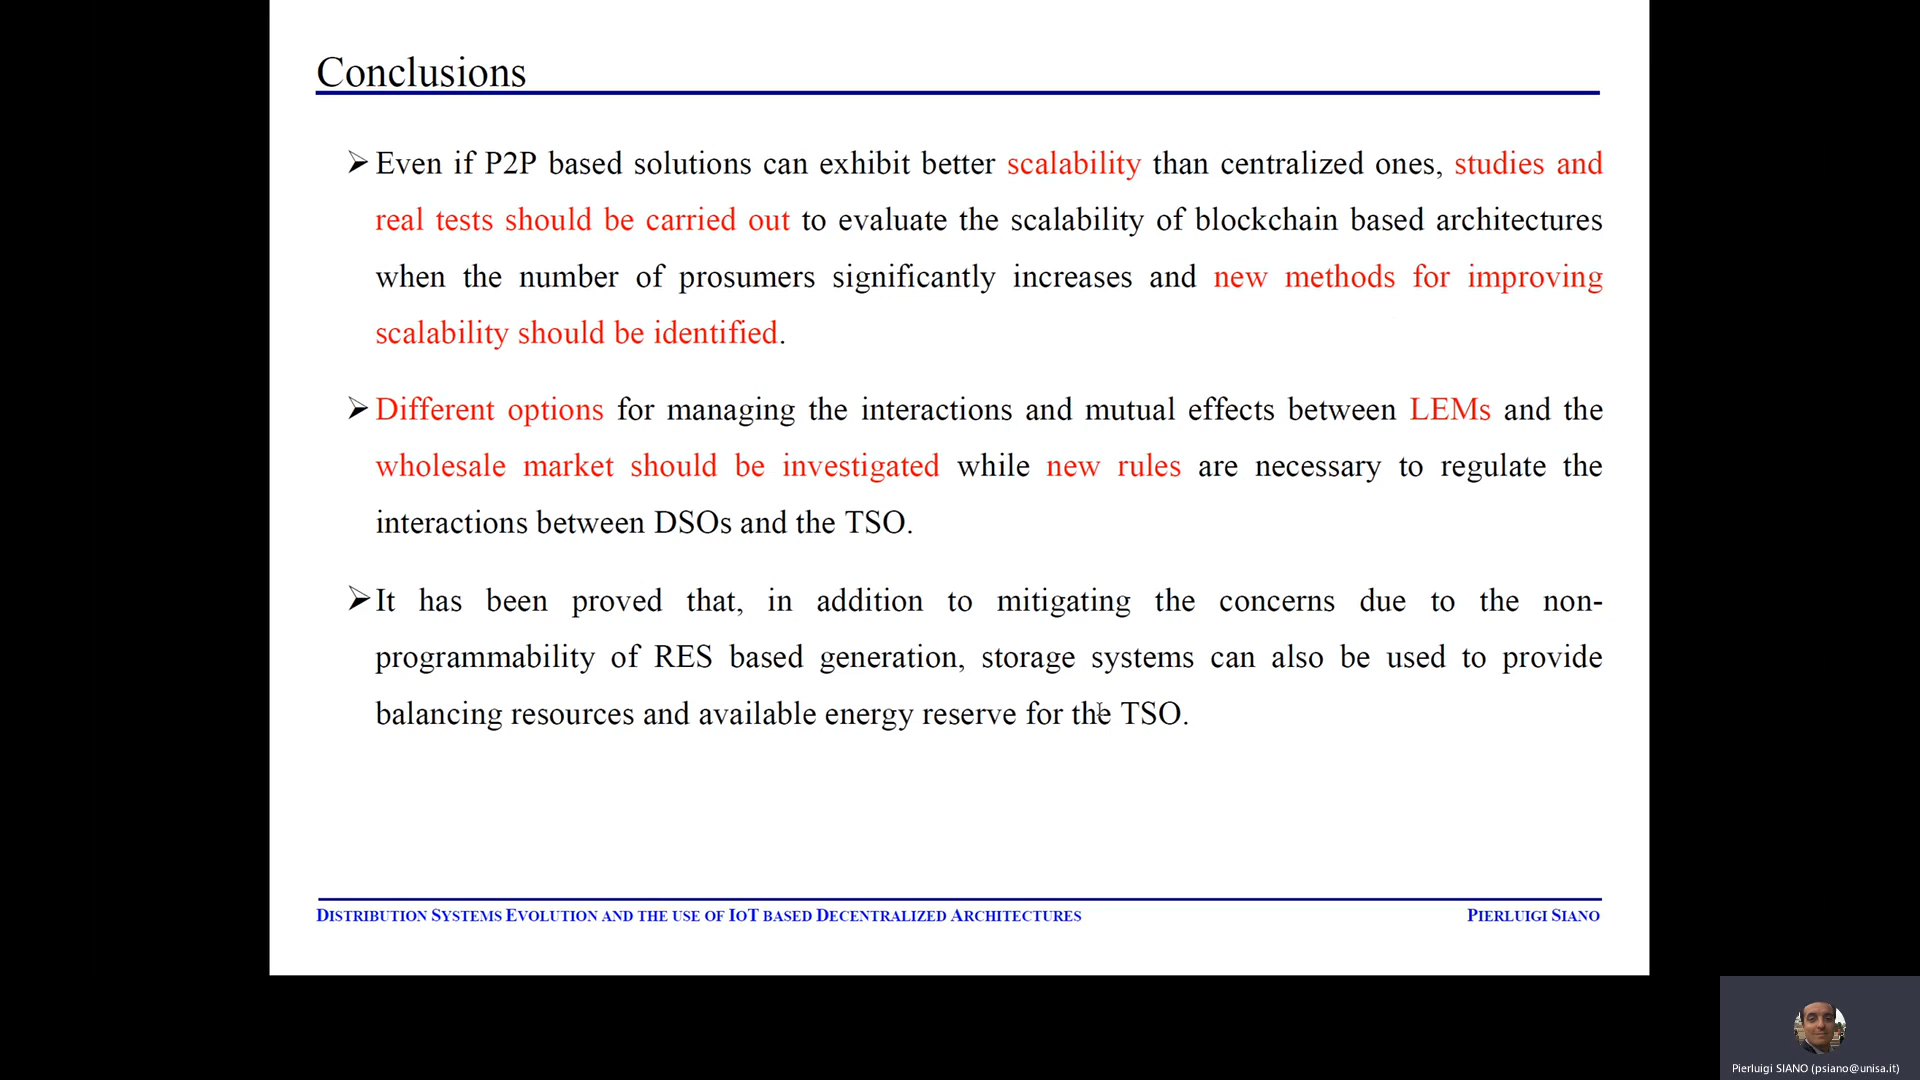 Conclusions
➢ Even if P2P based solutions can exhibit better scalability than centralized ones, studies and
real tests should be carried out to evaluate the scalability of blockchain based architectures
when the number of prosumers significantly increases and new methods for improving
scalability should be identified.
➢ Different options for managing the interactions and mutual effects between LEMs and the
wholesale market should be investigated while new rules are necessary to regulate the
interactions between DSOs and the TSO.
➢ It has been proved that, in addition to mitigating the concerns due to the non-
programmability of RES based generation, storage systems can also be used to provide
balancing resources and available energy reserve for the TSO.
DISTRIBUTION SYSTEMS EVOLUTION AND THE USE OF IOT BASED DECENTRALIZED ARCHITECTURES
PIERLUIGI SIANO
Pierluigi SIANO (psiano@unisa.it)